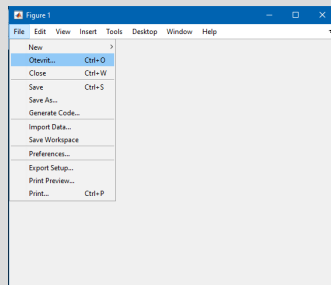 Figure 1
File Edit View Insert Tools Desktop Window Help
New
Otevrit... Ctrl+O
Close Ctrl+W
Save Ctrl+S
Save As...
Generate Code...
Import Data...
Save Workspace
Preferences...
Export Setup...
Print Preview...
Print... Ctrl+P